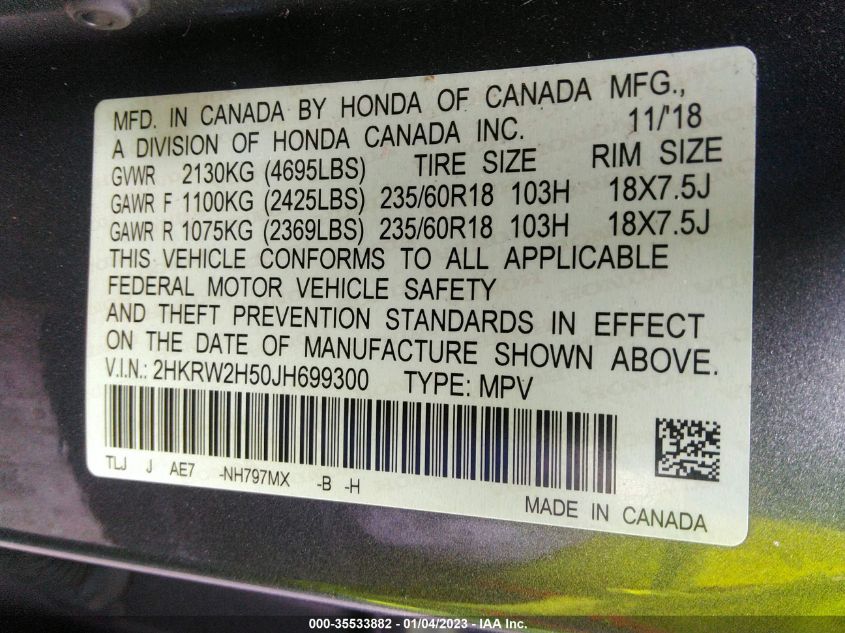 MFD. IN CANADA BY HONDA OF CANADA MFG.,
A DIVISION OF HONDA CANADA INC. 11/'18
GVWR 2130KG (4695LBS) TIRE SIZE RIM SIZE
GAWR F 1100KG (2425LBS) 235/60R18 103H 18X7.5J
GAWR R 1075KG (2369LBS) 235/60R18 103H 18X7.5J
THIS VEHICLE CONFORMS TO ALL APPLICABLE
FEDERAL MOTOR VEHICLE SAFETY
AND THEFT PREVENTION STANDARDS IN EFFECT
ON THE DATE OF MANUFACTURE SHOWN ABOVE.
V.I.N.: 2HKRW2H50JH699300 TYPE: MPV
TLJ J AE7 -NH797MX -B -H
MADE IN CANADA
000-35533882 - 01/04/2023 - IAA Inc.